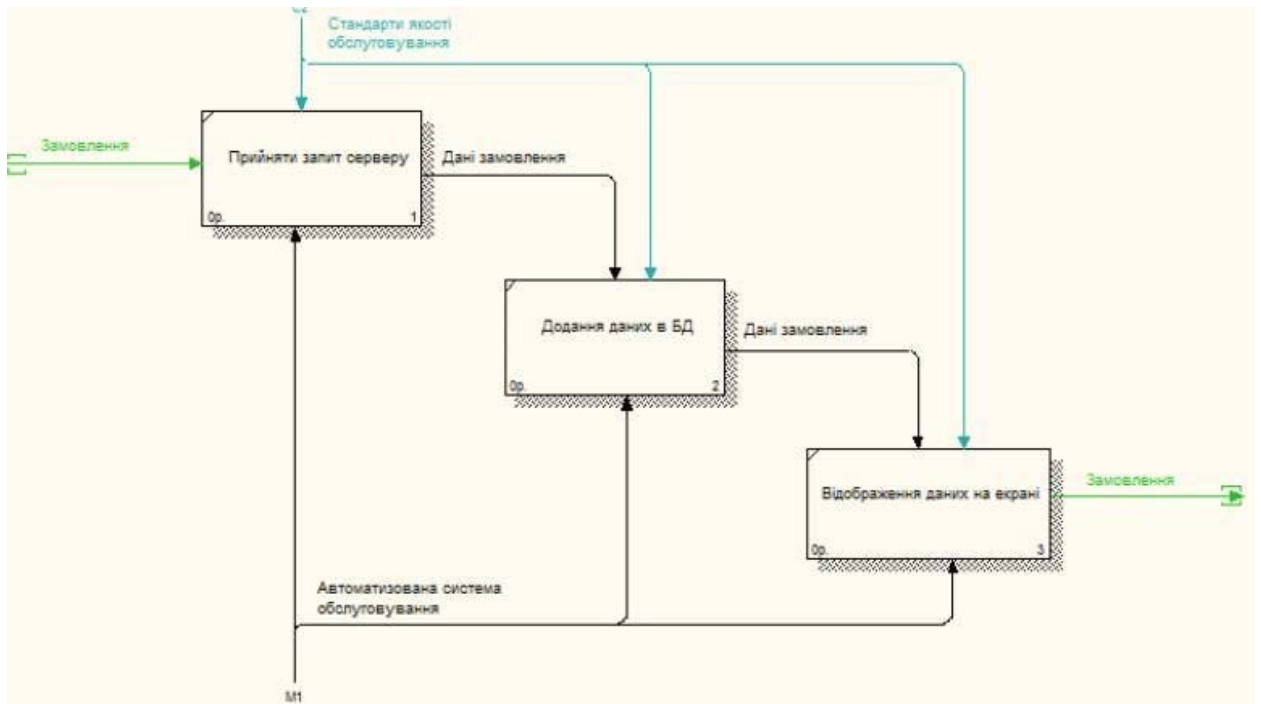 C2
Стандарти якості
обслуговування
Замовлення
Прийняти запит серверу
Дані замовлення
0р.
1
Додання даних в БД
Дані замовлення
0р.
2
Відображення даних на екрані
Замовлення
0р.
3
Автоматизована система
обслуговування
M1